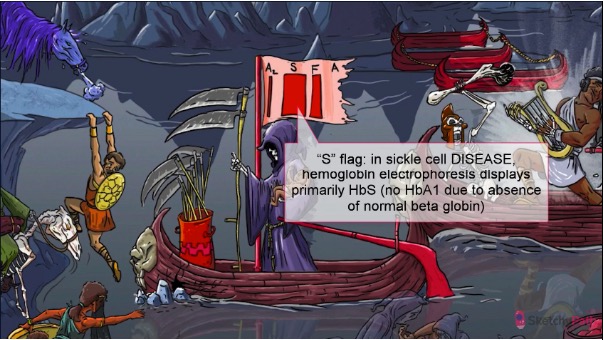 A₂ S F A
“S” flag: in sickle cell DISEASE,
hemoglobin electrophoresis displays
primarily HbS (no HbA1 due to absence
of normal beta globin)